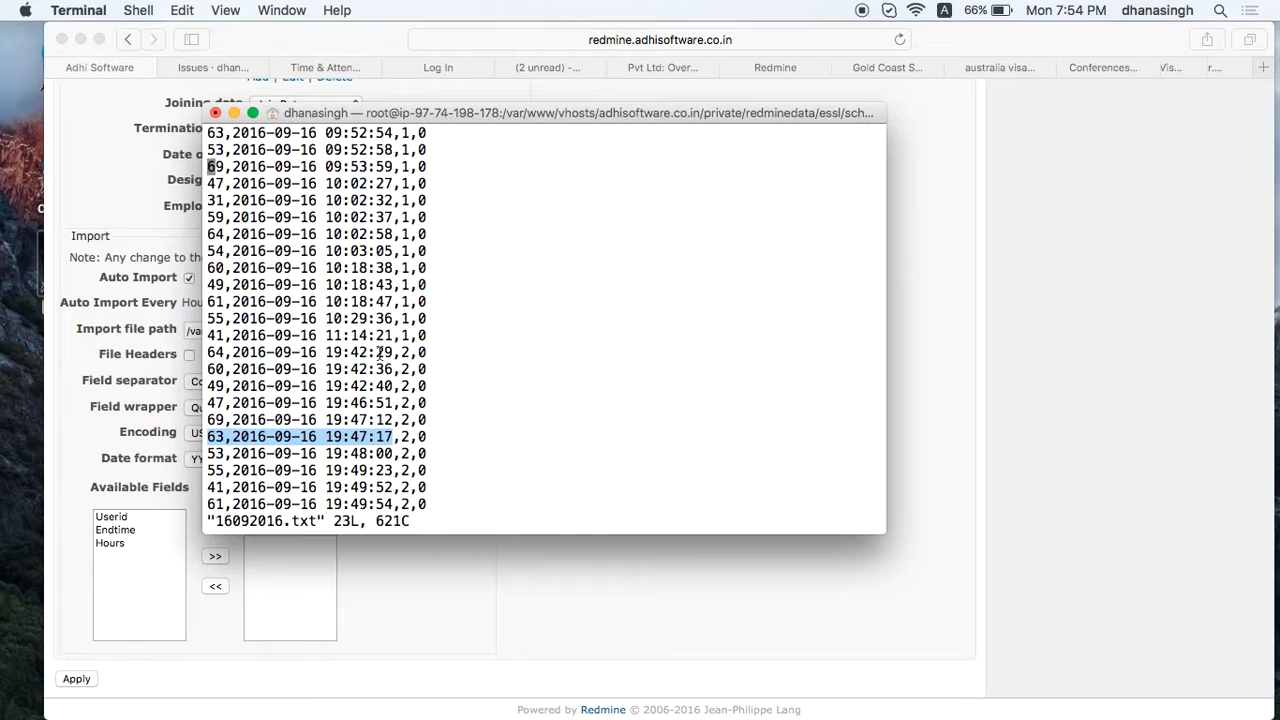 Terminal Shell Edit View Window Help 66% Mon 7:54 PM dhanasingh
redmine.adhisoftware.co.in
Adhi Software Issues · dhan... Time & Atten... Log In (2 unread) -... Pvt Ltd: Over... Redmine Gold Coast S... australia visa... Conferences... Vis... r....
Add | Edit | Delete
Joining date
Termination
Date o
Desig
Emplo
dhanasingh — root@ip-97-74-198-178:/var/www/vhosts/adhisoftware.co.in/private/redminedata/essl/sch...
63,2016-09-16 09:52:54,1,0
53,2016-09-16 09:52:58,1,0
69,2016-09-16 09:53:59,1,0
47,2016-09-16 10:02:27,1,0
31,2016-09-16 10:02:32,1,0
59,2016-09-16 10:02:37,1,0
64,2016-09-16 10:02:58,1,0
54,2016-09-16 10:03:05,1,0
60,2016-09-16 10:18:38,1,0
49,2016-09-16 10:18:43,1,0
61,2016-09-16 10:18:47,1,0
55,2016-09-16 10:29:36,1,0
41,2016-09-16 11:14:21,1,0
64,2016-09-16 19:42:29,2,0
60,2016-09-16 19:42:36,2,0
49,2016-09-16 19:42:40,2,0
47,2016-09-16 19:46:51,2,0
69,2016-09-16 19:47:12,2,0
63,2016-09-16 19:47:17,2,0
53,2016-09-16 19:48:00,2,0
55,2016-09-16 19:49:23,2,0
41,2016-09-16 19:49:52,2,0
61,2016-09-16 19:49:54,2,0
"16092016.txt" 23L, 621C
Import
Note: Any change to the
Auto Import
Auto Import Every Hou
Import file path /va
File Headers
Field separator Co
Field wrapper Qu
Encoding US
Date format YY
Available Fields
Userid
Endtime
Hours
>>
<<
Apply
Powered by Redmine © 2006-2016 Jean-Philippe Lang